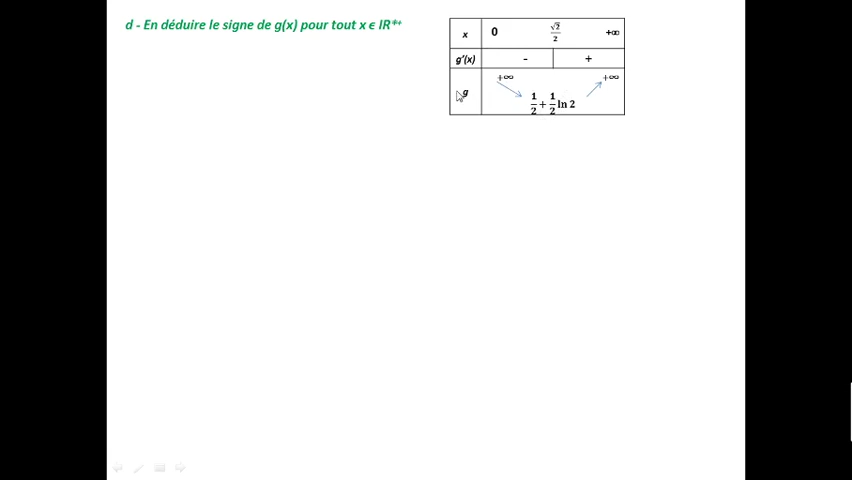 d - En déduire le signe de g(x) pour tout x ϵ IR*⁺
x 0 √2/2 +∞
g'(x) - +
+∞ +∞
g 1/2 + 1/2 ln 2